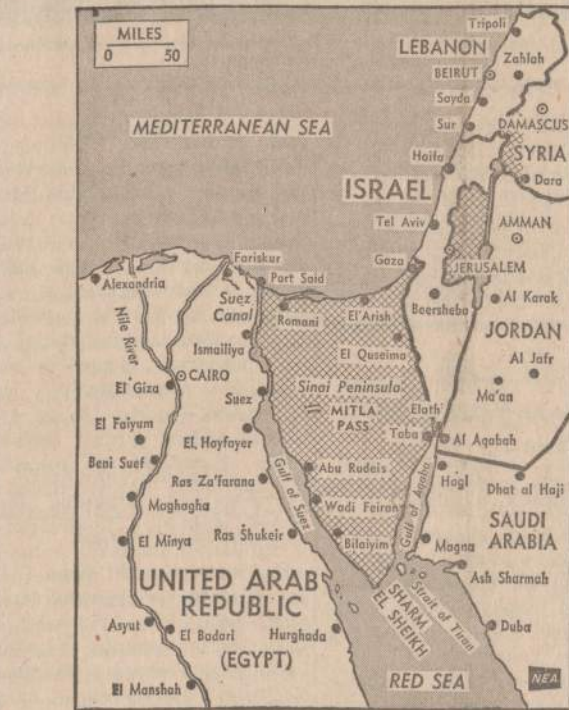 MILES
0 50
Tripoli
LEBANON
Zahlah
BEIRUT
Sayda
DAMASCUS
Sur
SYRIA
MEDITERRANEAN SEA
Haifa
Dara
ISRAEL
Tel Aviv
AMMAN
Gaza
JERUSALEM
Fariskur
Port Said
Alexandria
Suez
Canal
Romani
El'Arish
Beersheba
Al Karak
Nile River
Ismailiya
El Quseima
JORDAN
Al Jafr
CAIRO
El Giza
Sinai Peninsula
Ma'an
Suez
MITLA
PASS
Elath
El Faiyum
El Hayfayer
Taba
Al Aqabah
Beni Suef
Abu Rudeis
Haql
Ras Za'farana
Gulf of Suez
Gulf of Aqaba
Dhat al Haji
Maghagha
Wadi Feiran
SAUDI
ARABIA
El Minya
Ras Shukeir
Bilaiyim
Magna
UNITED ARAB
REPUBLIC
(EGYPT)
SHARM
EL SHEIKH
Strait of Tiran
Ash Sharmah
Asyut
El Badari
Hurghada
Duba
El Manshah
RED SEA
NEA